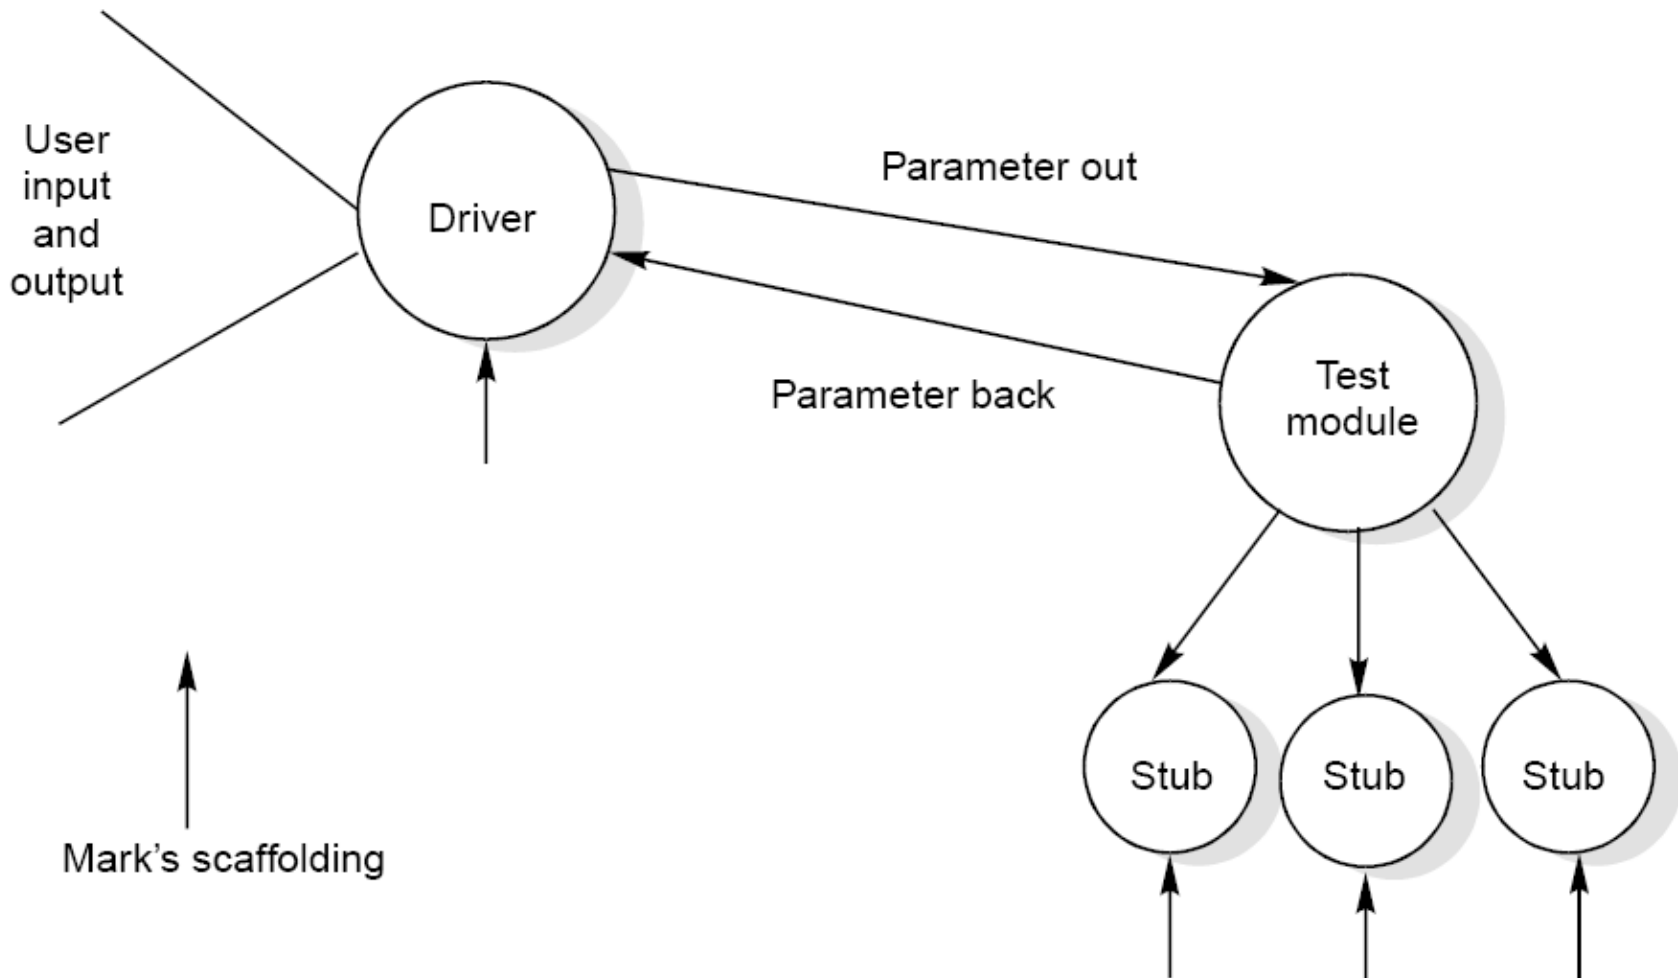 User
input
and
output
Driver
Parameter out
Parameter back
Test
module
Stub
Stub
Stub
Mark's scaffolding